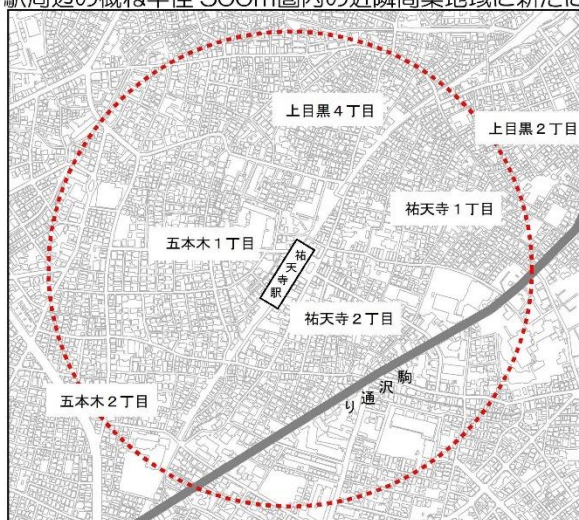 駅周辺の概ね半径500m圏内の近隣商業地域に新たに
上目黒4丁目
上目黒2丁目
祐天寺1丁目
五本木1丁目
祐天寺駅
祐天寺2丁目
駒沢通り
五本木2丁目